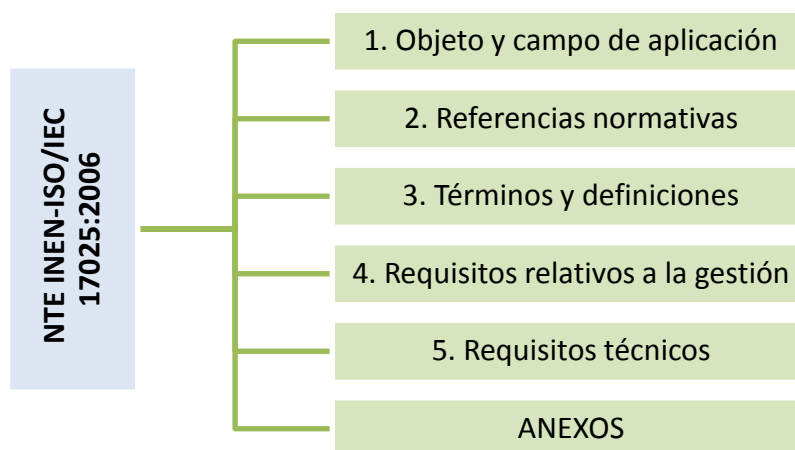 NTE INEN-ISO/IEC
17025:2006
1. Objeto y campo de aplicación
2. Referencias normativas
3. Términos y definiciones
4. Requisitos relativos a la gestión
5. Requisitos técnicos
ANEXOS